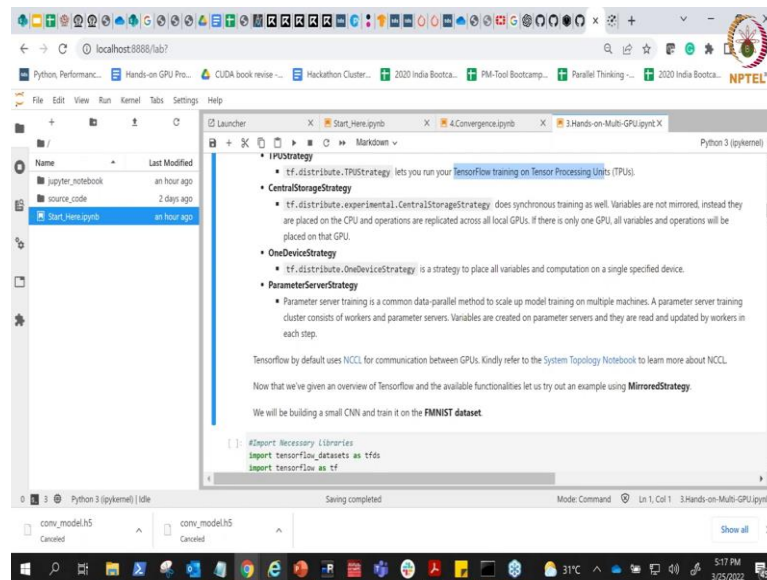 localhost:8888/lab?
Python, Performanc...
Hands-on GPU Pro...
CUDA book revise -...
Hackathon Cluster...
2020 India Bootca...
PM-Tool Bootcamp...
Parallel Thinking -...
2020 India Bootca...
NPTEL
File Edit View Run Kernel Tabs Settings Help
Launcher
Start_Here.ipynb
4.Convergence.ipynb
3.Hands-on-Multi-GPU.ipynb
Markdown
Python 3 (ipykernel)
/
Name
Last Modified
jupyter_notebook
an hour ago
source_code
2 days ago
Start_Here.ipynb
an hour ago
TPUStrategy
tf.distribute.TPUStrategy lets you run your TensorFlow training on Tensor Processing Units (TPUs).
CentralStorageStrategy
tf.distribute.experimental.CentralStorageStrategy does synchronous training as well. Variables are not mirrored, instead they
are placed on the CPU and operations are replicated across all local GPUs. If there is only one GPU, all variables and operations will be
placed on that GPU.
OneDeviceStrategy
tf.distribute.OneDeviceStrategy is a strategy to place all variables and computation on a single specified device.
ParameterServerStrategy
Parameter server training is a common data-parallel method to scale up model training on multiple machines. A parameter server training
cluster consists of workers and parameter servers. Variables are created on parameter servers and they are read and updated by workers in
each step.
Tensorflow by default uses NCCL for communication between GPUs. Kindly refer to the System Topology Notebook to learn more about NCCL.
Now that we've given an overview of Tensorflow and the available functionalities let us try out an example using MirroredStrategy.
We will be building a small CNN and train it on the FMNIST dataset.
[ ]: #Import Necessary Libraries
import tensorflow_datasets as tfds
import tensorflow as tf
0 3 Python 3 (ipykernel) | Idle
Saving completed
Mode: Command
Ln 1, Col 1
3.Hands-on-Multi-GPU.ipynb
conv_model.h5
Canceled
conv_model.h5
Canceled
Show all
31°C
5:17 PM
3/25/2022